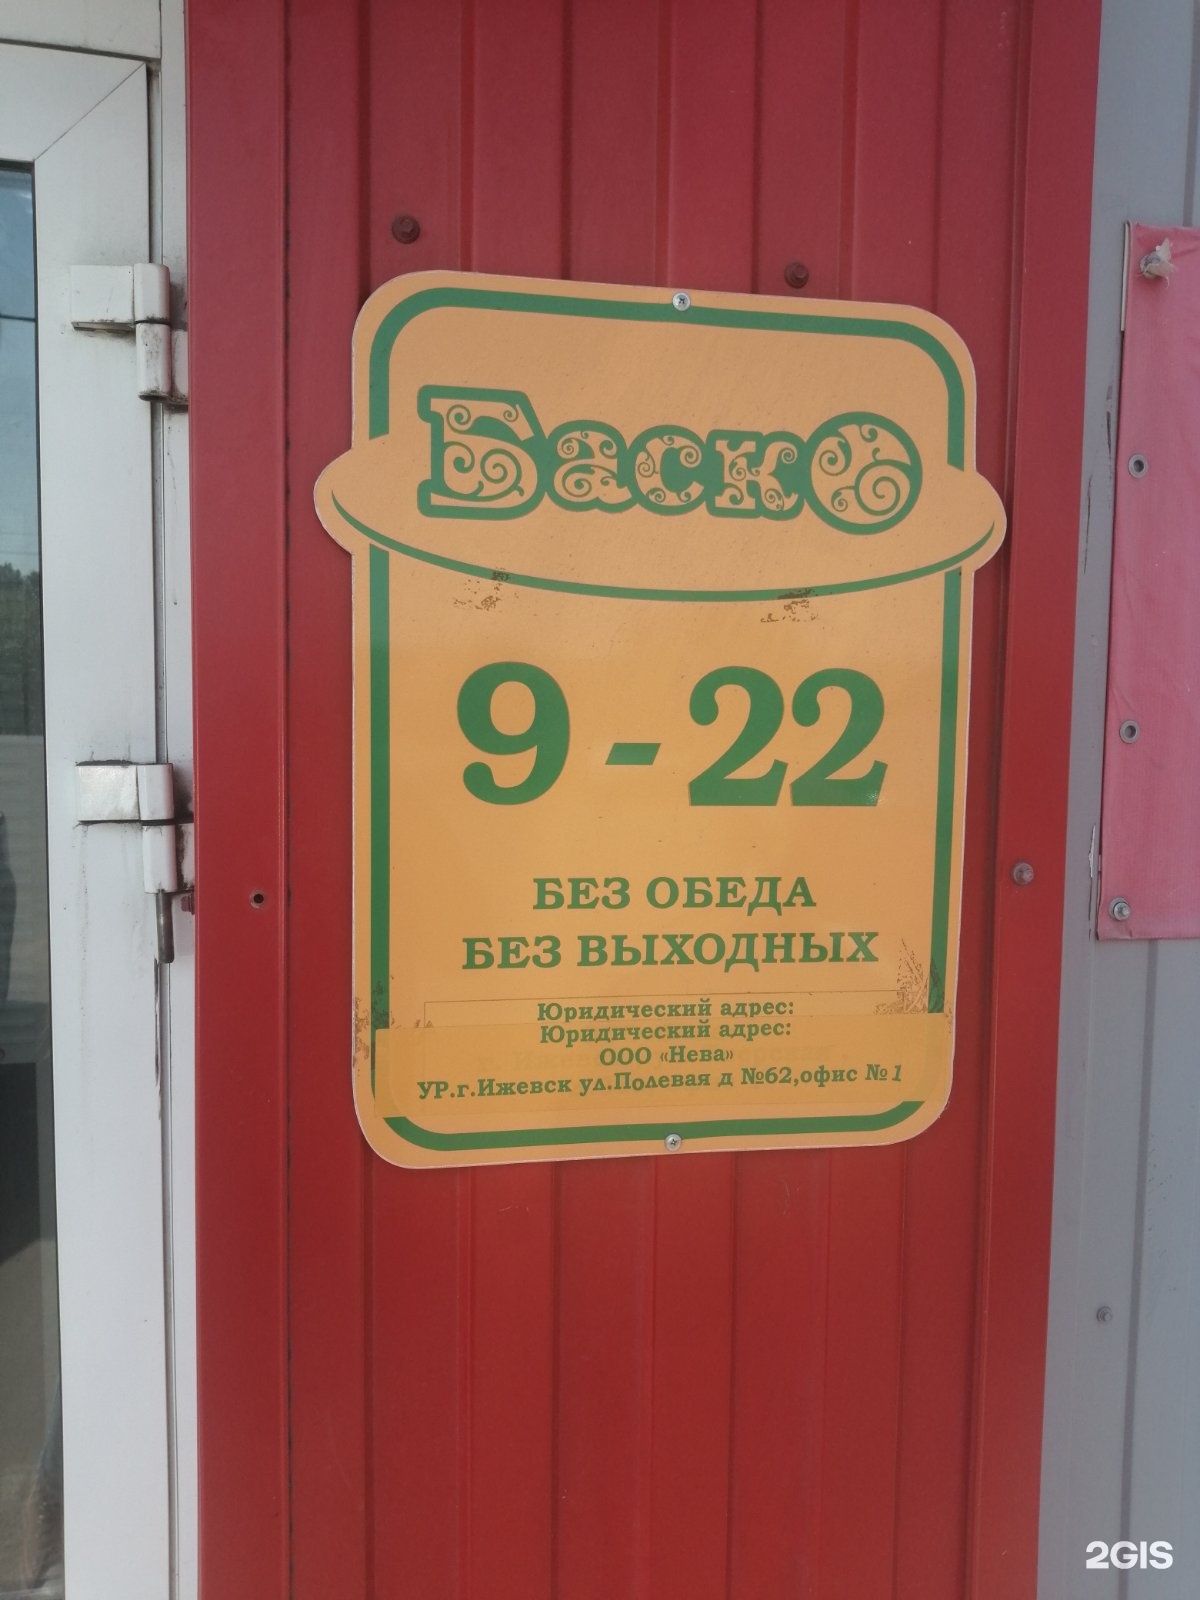 Баско
9 - 22
БЕЗ ОБЕДА
БЕЗ ВЫХОДНЫХ
Юридический адрес:
Юридический адрес:
ООО «Нева»
УР.г.Ижевск ул.Полевая д №62,офис №1
2GIS